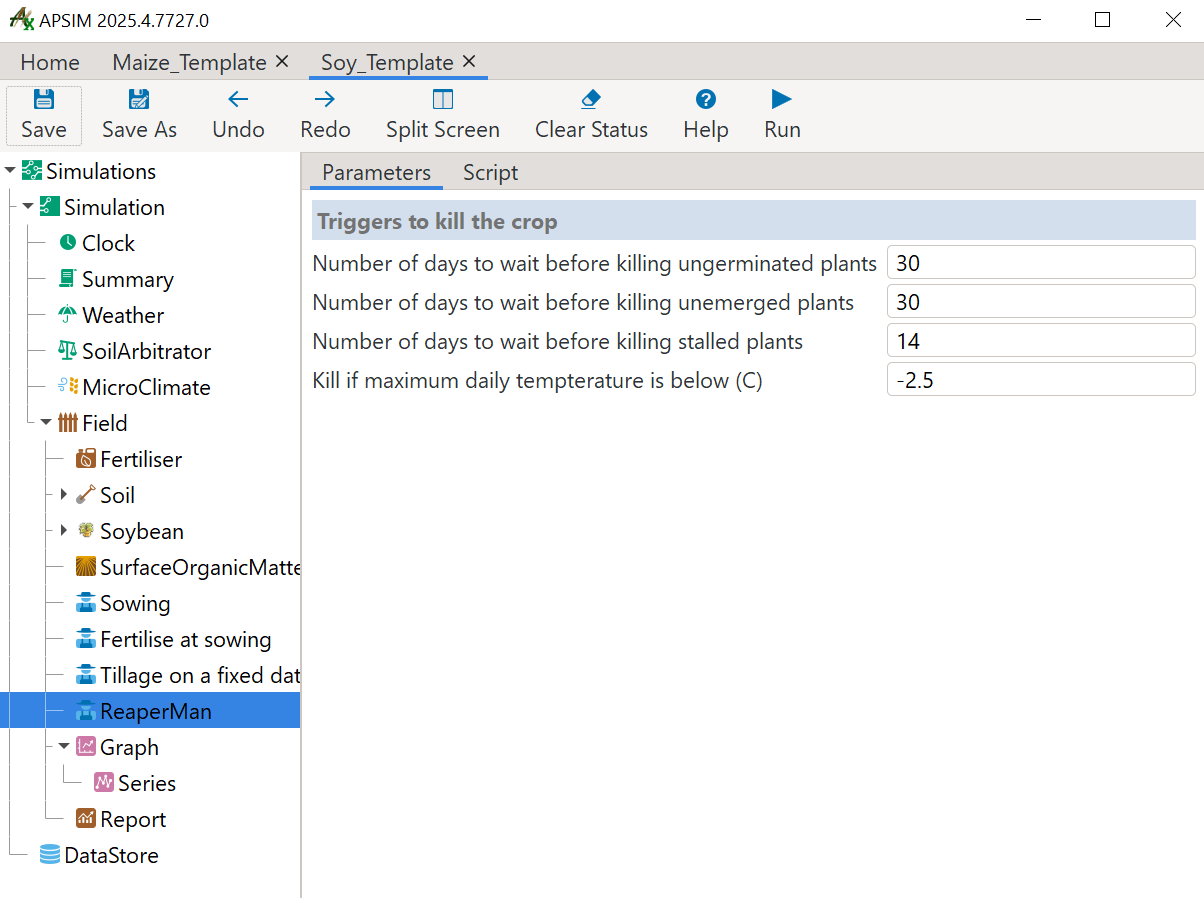 APSIM 2025.4.7727.0
Home Maize_Template Soy_Template
Save Save As Undo Redo Split Screen Clear Status Help Run
Simulations
Simulation
Clock
Summary
Weather
SoilArbitrator
MicroClimate
Field
Fertiliser
Soil
Soybean
SurfaceOrganicMatte
Sowing
Fertilise at sowing
Tillage on a fixed dat
ReaperMan
Graph
Series
Report
DataStore
Parameters Script
Triggers to kill the crop
Number of days to wait before killing ungerminated plants 30
Number of days to wait before killing unemerged plants 30
Number of days to wait before killing stalled plants 14
Kill if maximum daily tempterature is below (C) -2.5